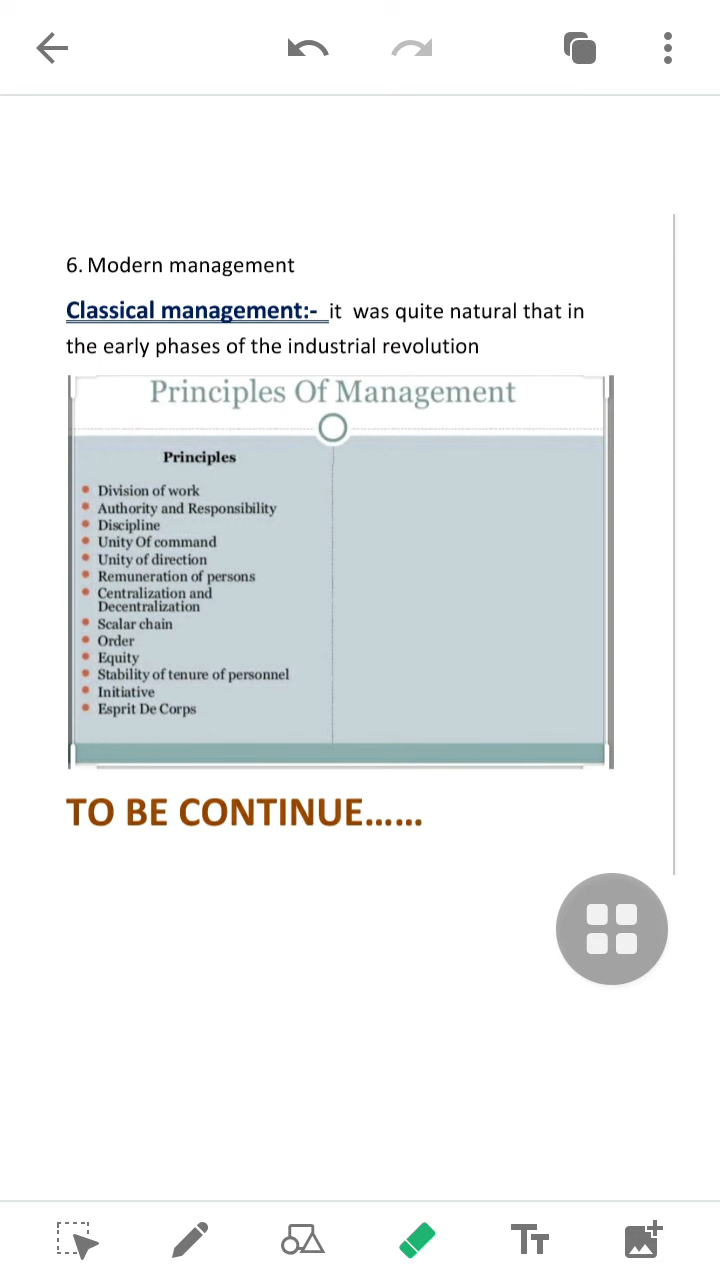 6. Modern management
Classical management:- it was quite natural that in
the early phases of the industrial revolution
Principles Of Management
Principles
• Division of work
• Authority and Responsibility
• Discipline
• Unity Of command
• Unity of direction
• Remuneration of persons
• Centralization and
Decentralization
• Scalar chain
• Order
• Equity
• Stability of tenure of personnel
• Initiative
• Esprit De Corps
TO BE CONTINUE......
TT